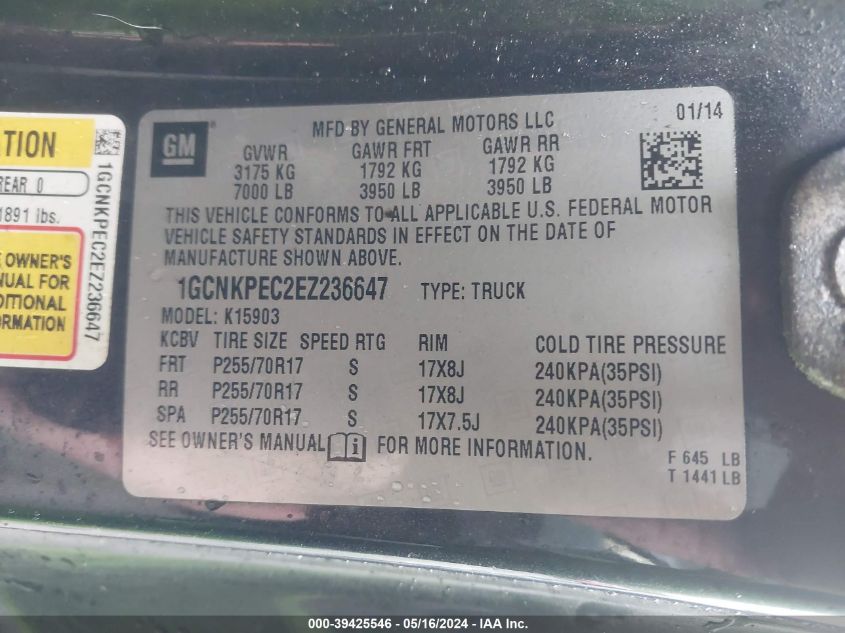 ATION
REAR 0
1891 lbs.
E OWNER'S
NUAL FOR
DITIONAL
RMATION
1GCNKPEC2EZ236647
GM
MFD BY GENERAL MOTORS LLC
01/14
GVWR GAWR FRT GAWR RR
3175 KG 1792 KG 1792 KG
7000 LB 3950 LB 3950 LB
THIS VEHICLE CONFORMS TO ALL APPLICABLE U.S. FEDERAL MOTOR
VEHICLE SAFETY STANDARDS IN EFFECT ON THE DATE OF
MANUFACTURE SHOWN ABOVE.
1GCNKPEC2EZ236647 TYPE: TRUCK
MODEL: K15903
KCBV TIRE SIZE SPEED RTG RIM COLD TIRE PRESSURE
FRT P255/70R17 S 17X8J 240KPA(35PSI)
RR P255/70R17 S 17X8J 240KPA(35PSI)
SPA P255/70R17 S 17X7.5J 240KPA(35PSI)
SEE OWNER'S MANUAL i FOR MORE INFORMATION.
F 645 LB
T 1441 LB
000-39425546 - 05/16/2024 - IAA Inc.